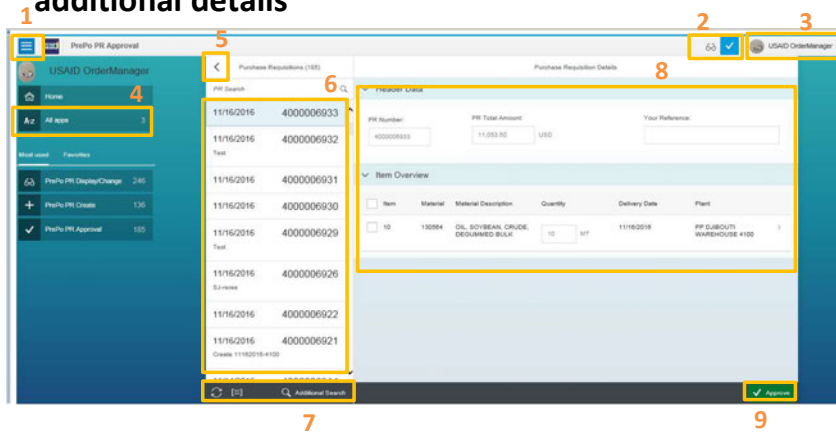 additional details
1
2
3
PrePo PR Approval
USAID OrderManager
5
USAID OrderManager
4
Home
All apps 3
Most used Favorites
PrePo PR Display/Change 246
PrePo PR Create 136
PrePo PR Approval 185
Purchase Requisitions (185)
6
PR Search
11/16/2016 4000006933
11/16/2016 4000006932
Test
11/16/2016 4000006931
11/16/2016 4000006930
11/16/2016 4000006929
Test
11/16/2016 4000006926
SJ-renee
11/16/2016 4000006922
11/16/2016 4000006921
Create 11162016-4100
Additional Search
7
Purchase Requisition Details
8
Header Data
PR Number: PR Total Amount: Your Reference:
4000006933 11,053.80 USD
Item Overview
Item Material Material Description Quantity Delivery Date Plant
10 130564 OIL, SOYBEAN, CRUDE, 10 MT 11/16/2016 PP DJIBOUTI
DEGUMMED BULK WAREHOUSE 4100
Approve
9